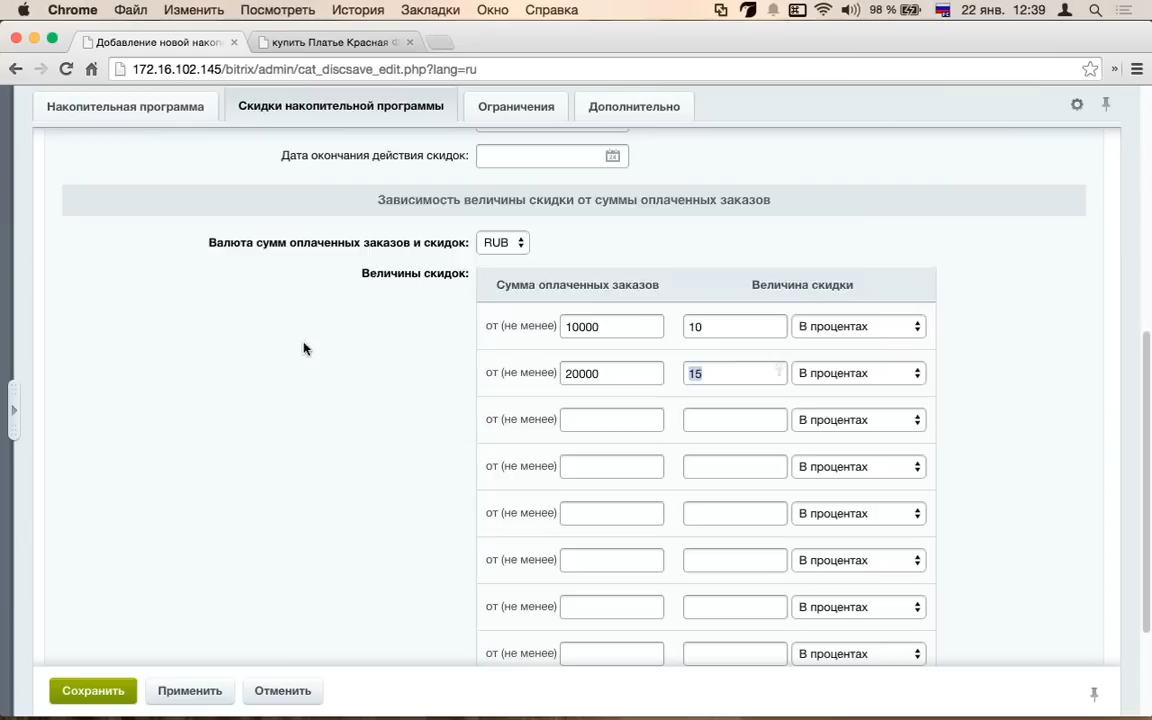 Chrome Файл Изменить Посмотреть История Закладки Окно Справка 98 % 22 янв. 12:39
Добавление новой накоп купить Платье Красная Ф
172.16.102.145/bitrix/admin/cat_discsave_edit.php?lang=ru
Накопительная программа Скидки накопительной программы Ограничения Дополнительно
Дата окончания действия скидок:
Зависимость величины скидки от суммы оплаченных заказов
Валюта сумм оплаченных заказов и скидок: RUB
Величины скидок:
Сумма оплаченных заказов Величина скидки
от (не менее) 10000 10 В процентах
от (не менее) 20000 15 В процентах
от (не менее) В процентах
от (не менее) В процентах
от (не менее) В процентах
от (не менее) В процентах
от (не менее) В процентах
от (не менее) В процентах
Сохранить Применить Отменить